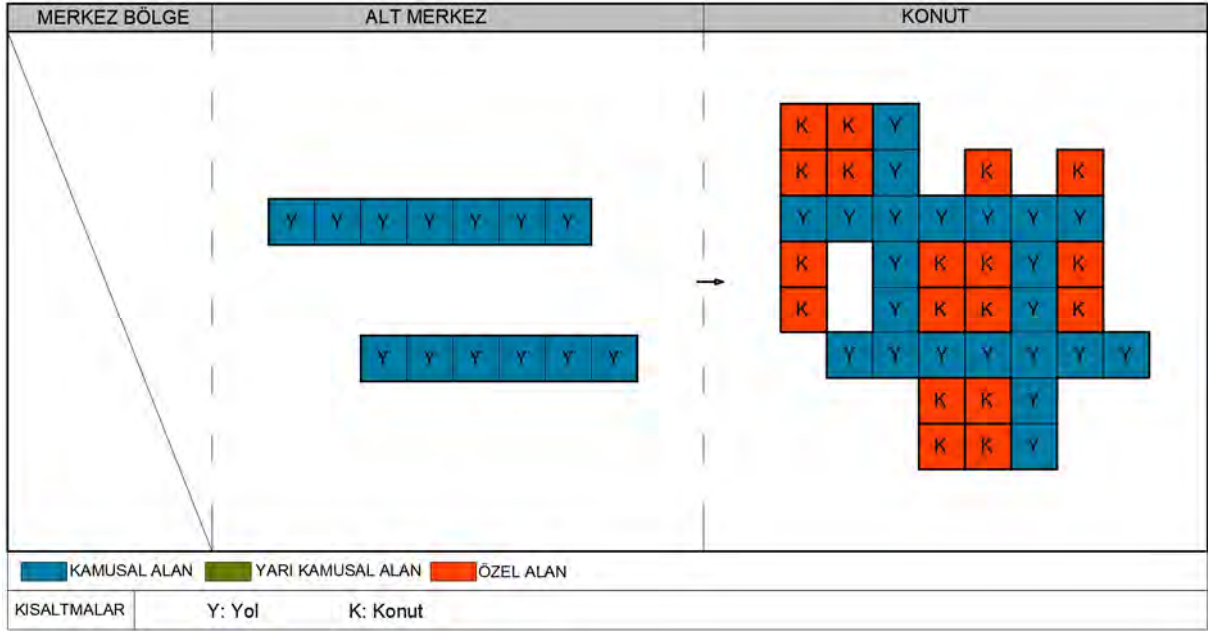 MERKEZ BÖLGE ALT MERKEZ KONUT
K K Y
K K Y K K
Y Y Y Y Y Y Y
Y Y Y Y Y Y Y
K Y K K Y K
K Y K K Y K
Y Y Y Y Y Y
Y Y Y Y Y Y Y
K K Y
K K Y
KAMUSAL ALAN YARI KAMUSAL ALAN ÖZEL ALAN
KISALTMALAR Y: Yol K: Konut